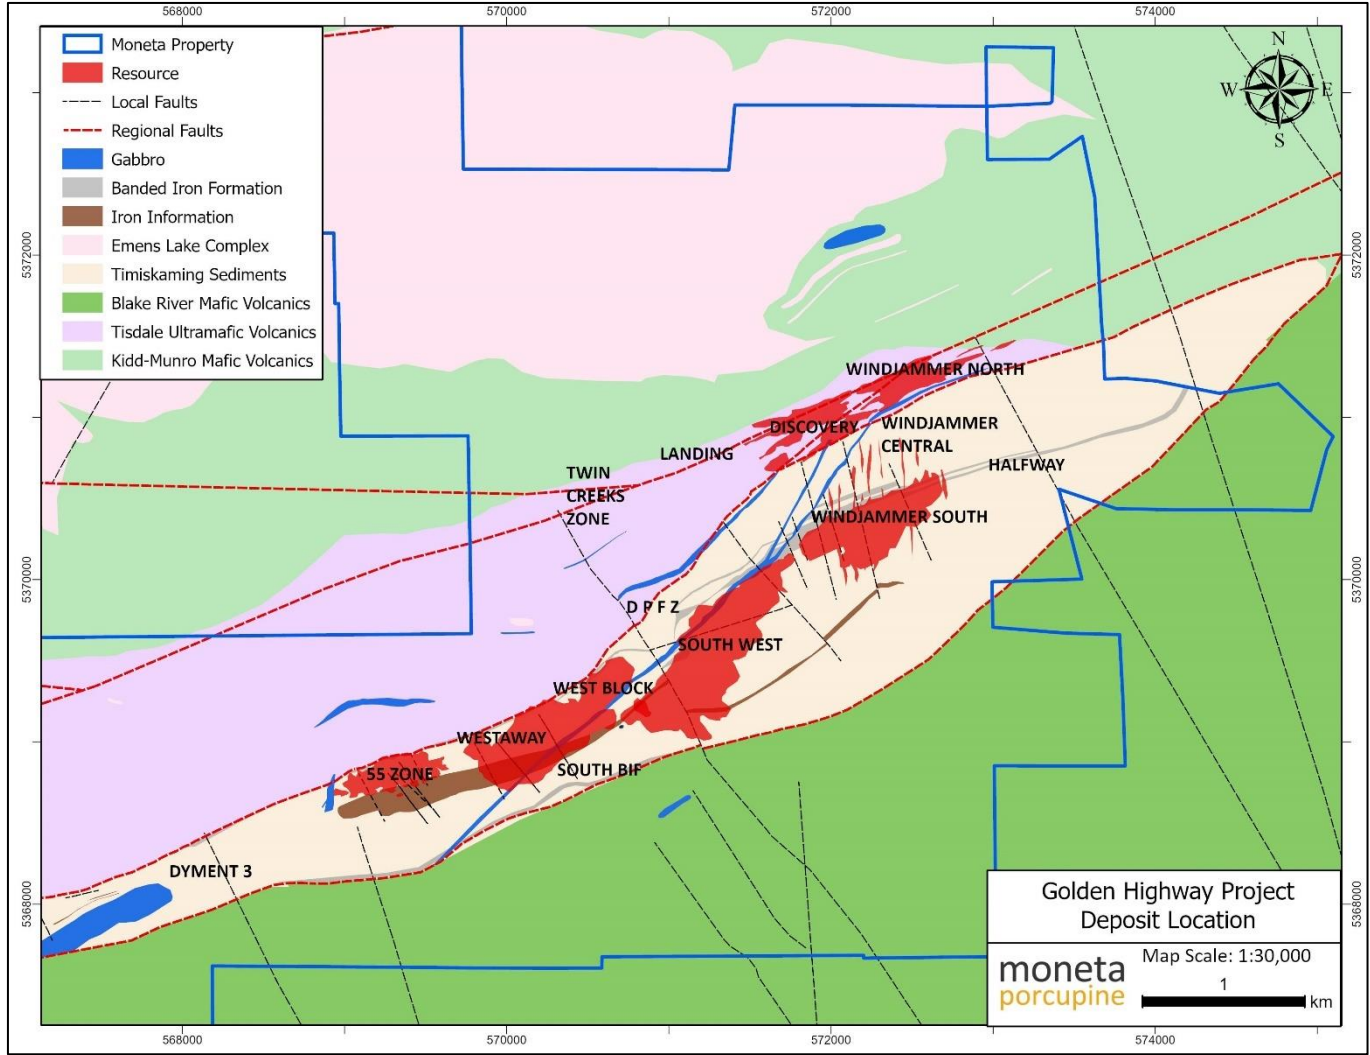 568000
570000
572000
574000
Moneta Property
Resource
Local Faults
Regional Faults
Gabbro
Banded Iron Formation
Iron Information
Emens Lake Complex
Timiskaming Sediments
Blake River Mafic Volcanics
Tisdale Ultramafic Volcanics
Kidd-Munro Mafic Volcanics
N
W
E
S
5372000
5372000
WINDJAMMER NORTH
DISCOVERY
WINDJAMMER
CENTRAL
LANDING
HALFWAY
TWIN
CREEKS
ZONE
WINDJAMMER SOUTH
5370000
5370000
D P F Z
SOUTH WEST
WEST BLOCK
WESTAWAY
SOUTH BIF
55 ZONE
DYMENT 3
5368000
5368000
Golden Highway Project
Deposit Location
moneta
porcupine
Map Scale: 1:30,000
1
km
568000
570000
572000
574000